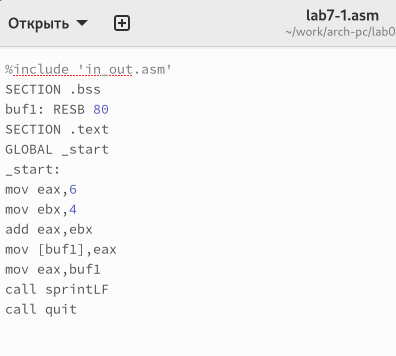 Открыть
lab7-1.asm
~/work/arch-pc/lab0
%include 'in_out.asm'
SECTION .bss
buf1: RESB 80
SECTION .text
GLOBAL _start
_start:
mov eax,6
mov ebx,4
add eax,ebx
mov [buf1],eax
mov eax,buf1
call sprintLF
call quit